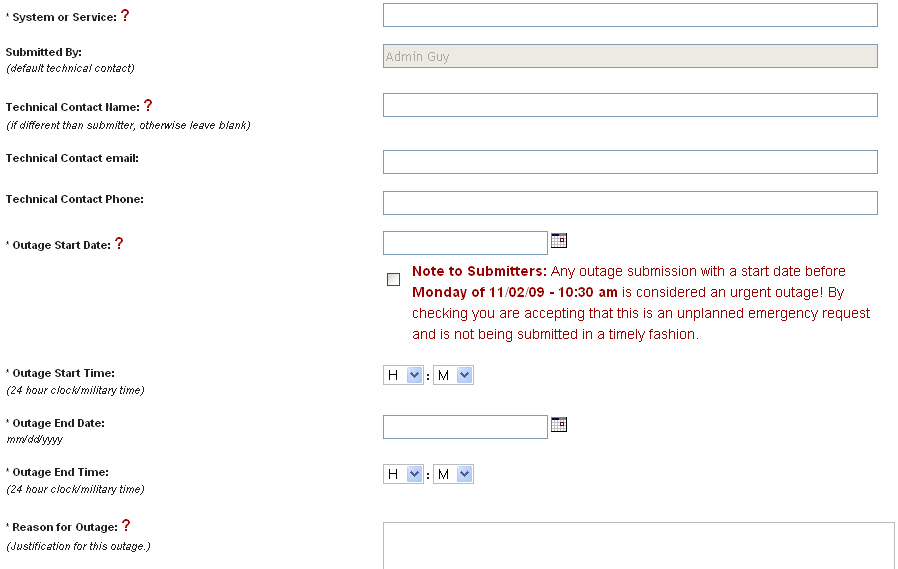 * System or Service: ?
Submitted By:
(default technical contact)
Admin Guy
Technical Contact Name: ?
(if different than submitter, otherwise leave blank)
Technical Contact email:
Technical Contact Phone:
* Outage Start Date: ?
Note to Submitters: Any outage submission with a start date before
Monday of 11/02/09 - 10:30 am is considered an urgent outage! By
checking you are accepting that this is an unplanned emergency request
and is not being submitted in a timely fashion.
* Outage Start Time:
(24 hour clock/military time)
H : M
* Outage End Date:
mm/dd/yyyy
* Outage End Time:
(24 hour clock/military time)
H : M
* Reason for Outage: ?
(Justification for this outage.)